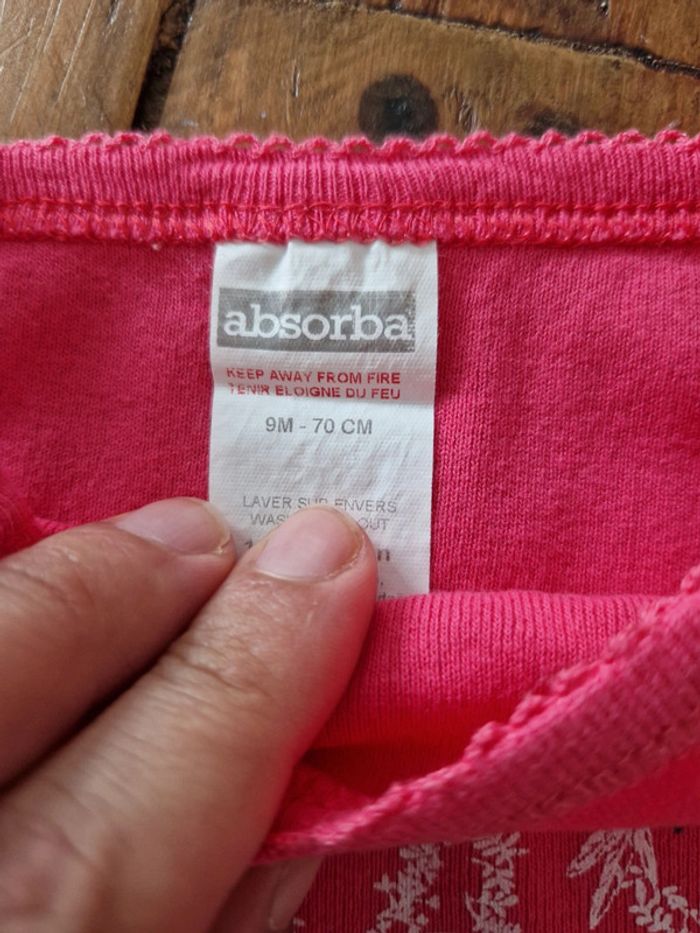 absorba
KEEP AWAY FROM FIRE
TENIR ELOIGNE DU FEU
9M - 70 CM
LAVER SUR ENVERS